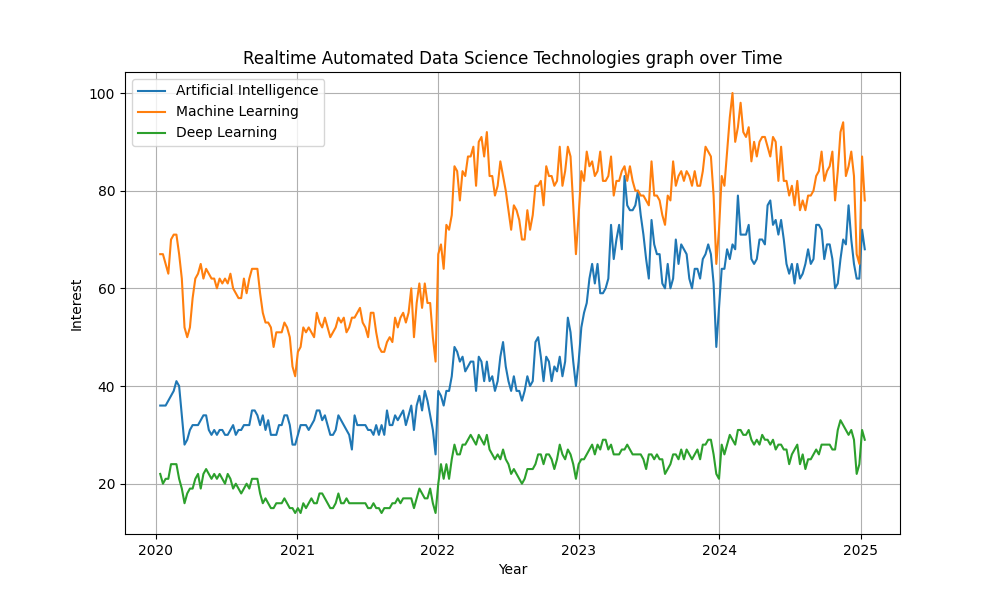 Realtime Automated Data Science Technologies graph over Time
Artificial Intelligence
Machine Learning
Deep Learning
100
80
60
40
20
Interest
2020 2021 2022 2023 2024 2025
Year